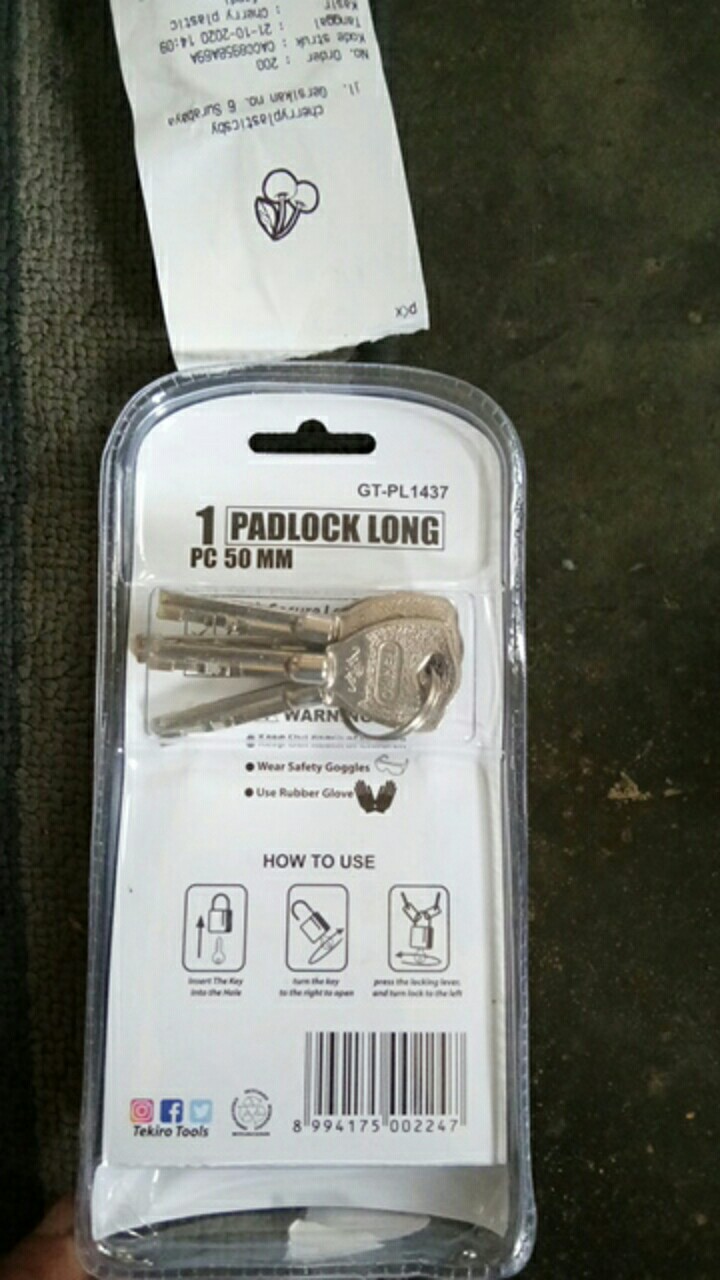 pcx
cherryplasticsby
jl. Gersikan no. 6 Surabaya
No. Order : 200
Kode struk :
Tanggal : 21-10-2020 14:09
Kasir : Cherry plastic
GT-PL1437
1 PADLOCK LONG
PC 50 MM
Secure
WARNING
Wear Safety Goggles
Use Rubber Glove
HOW TO USE
Insert The Key
into the Hole
turn the key
to the right to open
press the locking lever,
and turn lock to the left
Tekiro Tools
8 994175 002247